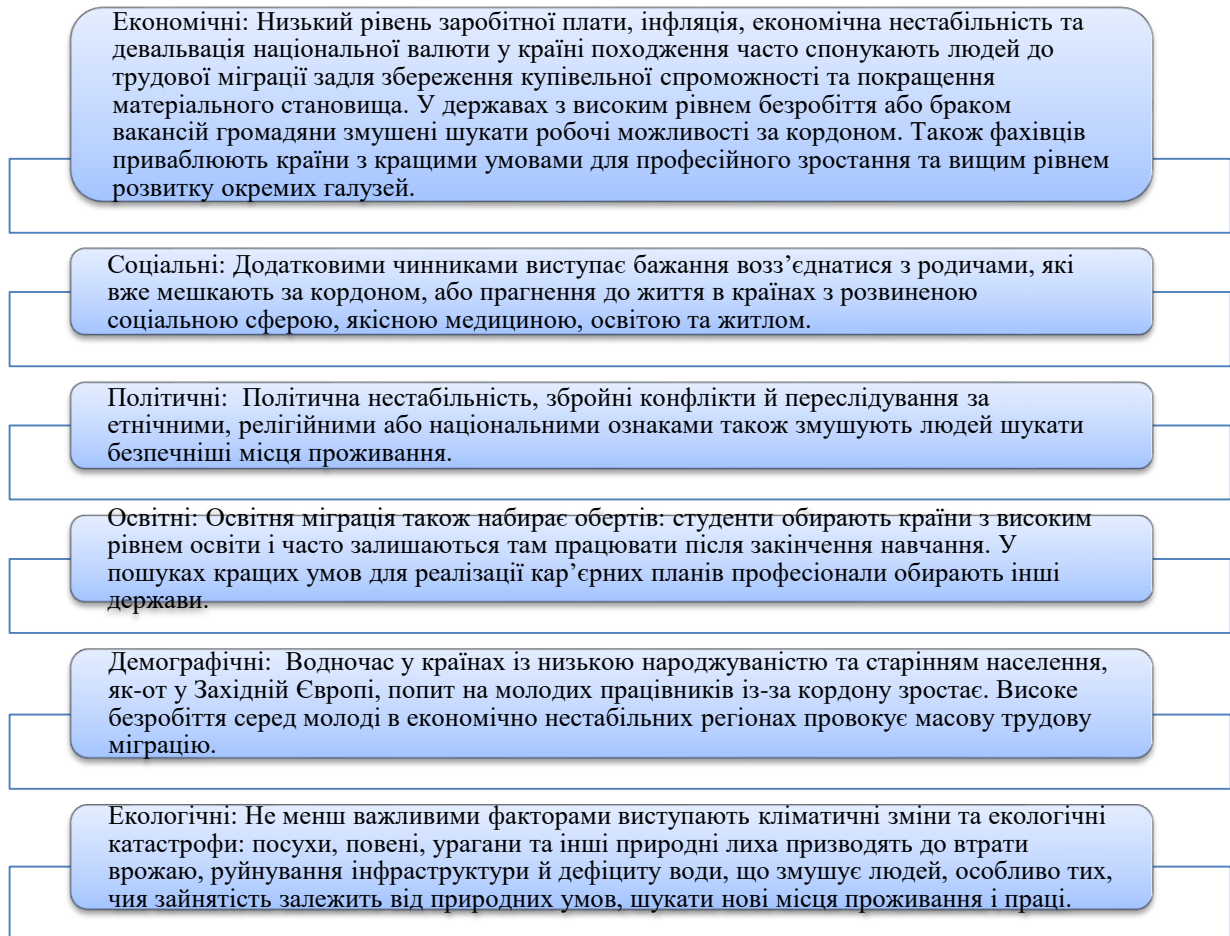 Економічні: Низький рівень заробітної плати, інфляція, економічна нестабільність та
девальвація національної валюти у країні походження часто спонукають людей до
трудової міграції задля збереження купівельної спроможності та покращення
матеріального становища. У державах з високим рівнем безробіття або браком
вакансій громадяни змушені шукати робочі можливості за кордоном. Також фахівців
приваблюють країни з кращими умовами для професійного зростання та вищим рівнем
розвитку окремих галузей.
Соціальні: Додатковими чинниками виступає бажання возз’єднатися з родичами, які
вже мешкають за кордоном, або прагнення до життя в країнах з розвиненою
соціальною сферою, якісною медициною, освітою та житлом.
Політичні: Політична нестабільність, збройні конфлікти й переслідування за
етнічними, релігійними або національними ознаками також змушують людей шукати
безпечніші місця проживання.
Освітні: Освітня міграція також набирає обертів: студенти обирають країни з високим
рівнем освіти і часто залишаються там працювати після закінчення навчання. У
пошуках кращих умов для реалізації кар’єрних планів професіонали обирають інші
держави.
Демографічні: Водночас у країнах із низькою народжуваністю та старінням населення,
як-от у Західній Європі, попит на молодих працівників із-за кордону зростає. Високе
безробіття серед молоді в економічно нестабільних регіонах провокує масову трудову
міграцію.
Екологічні: Не менш важливими факторами виступають кліматичні зміни та екологічні
катастрофи: посухи, повені, урагани та інші природні лиха призводять до втрати
врожаю, руйнування інфраструктури й дефіциту води, що змушує людей, особливо тих,
чия зайнятість залежить від природних умов, шукати нові місця проживання і праці.